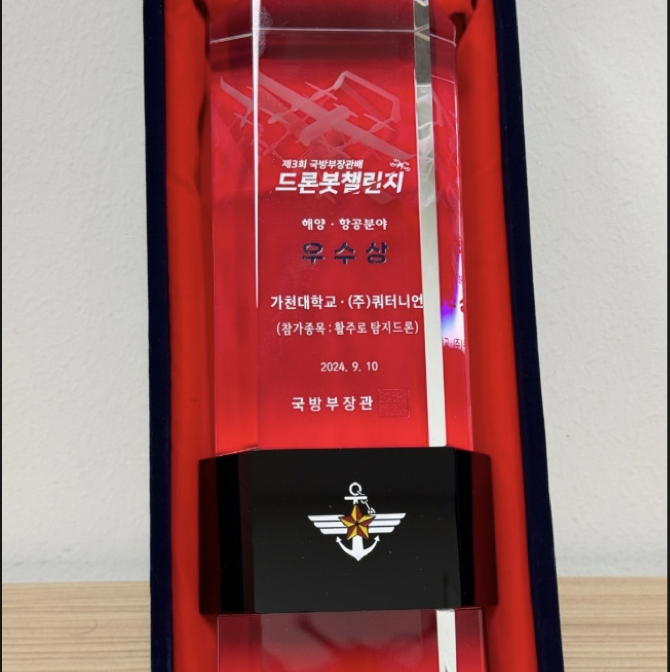 제3회 국방부장관배
드론봇챌린지
해양 · 항공분야
우수상
가천대학교 · (주)쿼터니언
(참가종목 : 활주로 탐지드론)
2024. 9. 10
국방부장관